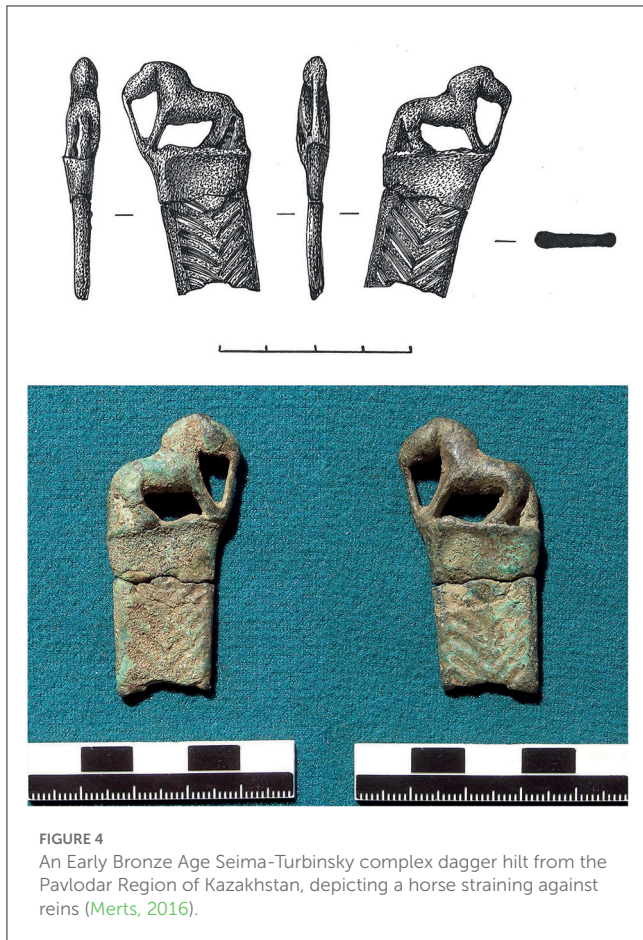 FIGURE 4
An Early Bronze Age Seima-Turbinsky complex dagger hilt from the
Pavlodar Region of Kazakhstan, depicting a horse straining against
reins (Merts, 2016).